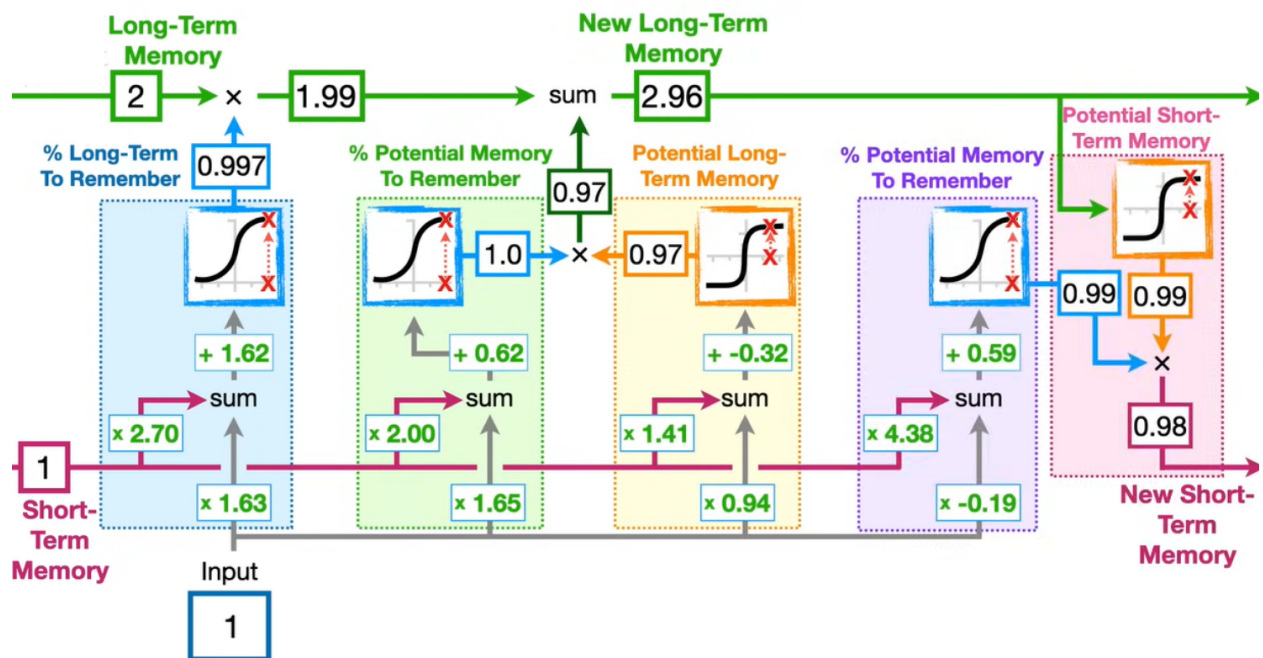 Long-Term
Memory
New Long-Term
Memory
2
×
1.99
sum
2.96
Potential Short-
Term Memory
% Long-Term
To Remember
0.997
% Potential Memory
To Remember
0.97
Potential Long-
Term Memory
% Potential Memory
To Remember
1.0
×
0.97
0.99
0.99
+ 1.62
+ 0.62
+ -0.32
+ 0.59
×
sum
sum
sum
sum
x 2.70
x 2.00
x 1.41
x 4.38
0.98
1
Short-
Term
Memory
x 1.63
x 1.65
x 0.94
x -0.19
New Short-
Term
Memory
Input
1